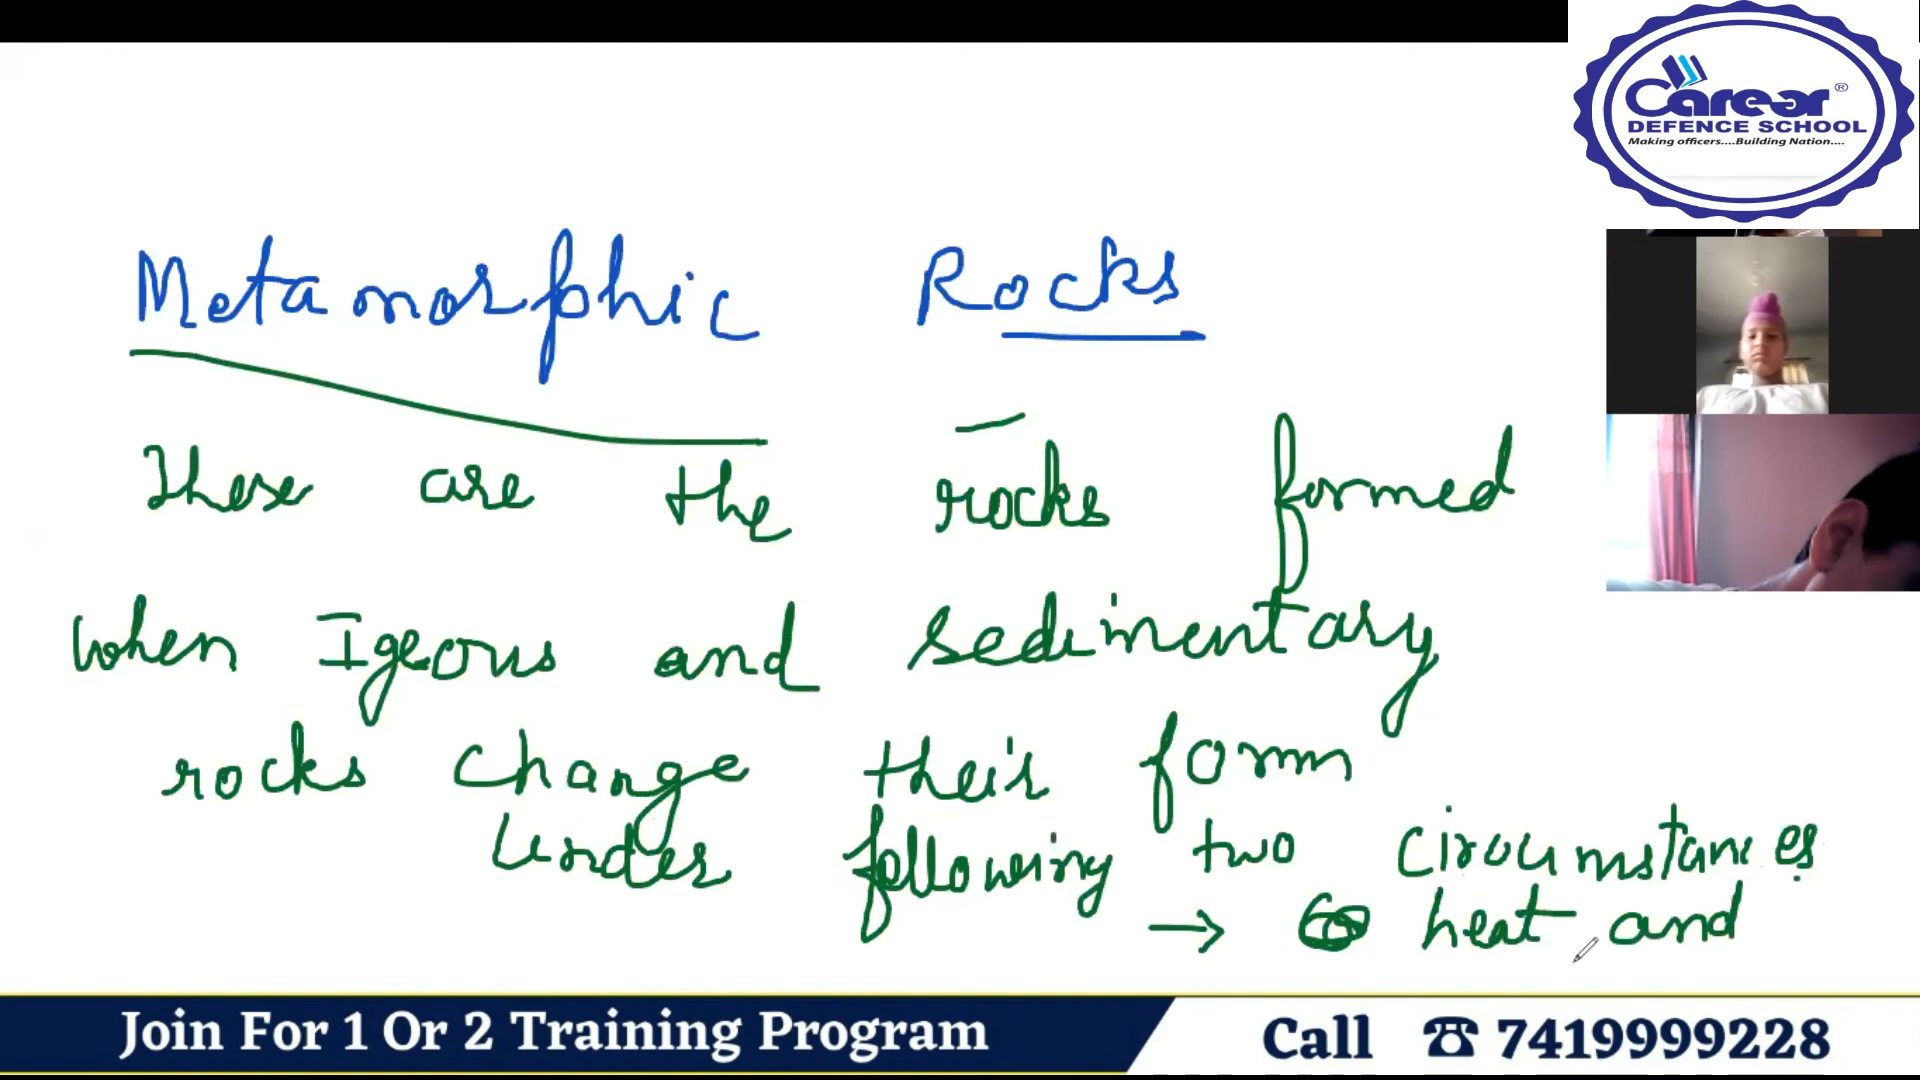 Carear®
DEFENCE SCHOOL
Making officers....Building Nation....
Metamorphic Rocks
These are the rocks formed
when Igeous and sedimentary
rocks change their form
under following two circumstances
→ heat and
Join For 1 Or 2 Training Program
Call ☎ 7419999228